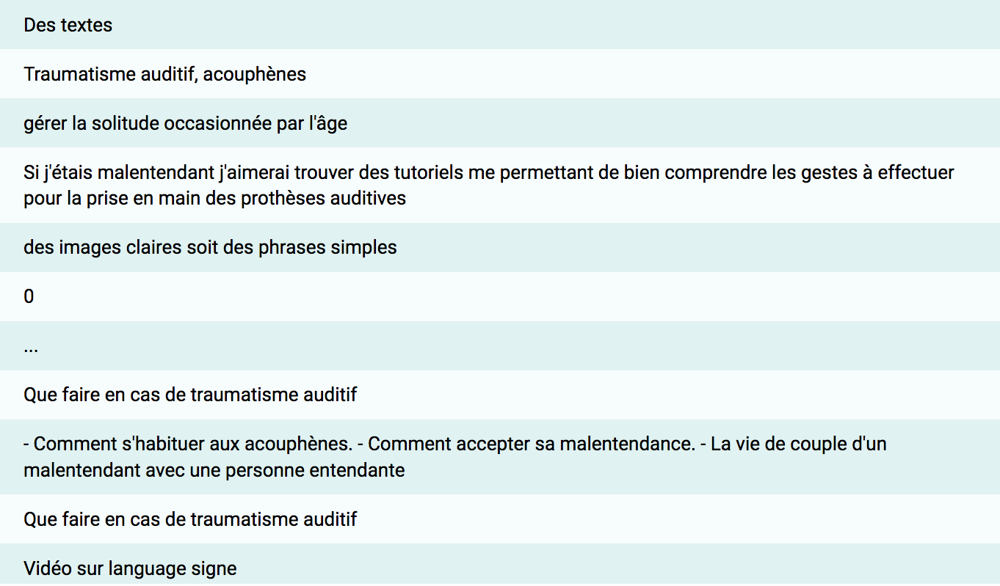 Des textes
Traumatisme auditif, acouphènes
gérer la solitude occasionnée par l'âge
Si j'étais malentendant j'aimerai trouver des tutoriels me permettant de bien comprendre les gestes à effectuer
pour la prise en main des prothèses auditives
des images claires soit des phrases simples
0
...
Que faire en cas de traumatisme auditif
- Comment s'habituer aux acouphènes. - Comment accepter sa malentendance. - La vie de couple d'un
malentendant avec une personne entendante
Que faire en cas de traumatisme auditif
Vidéo sur language signe